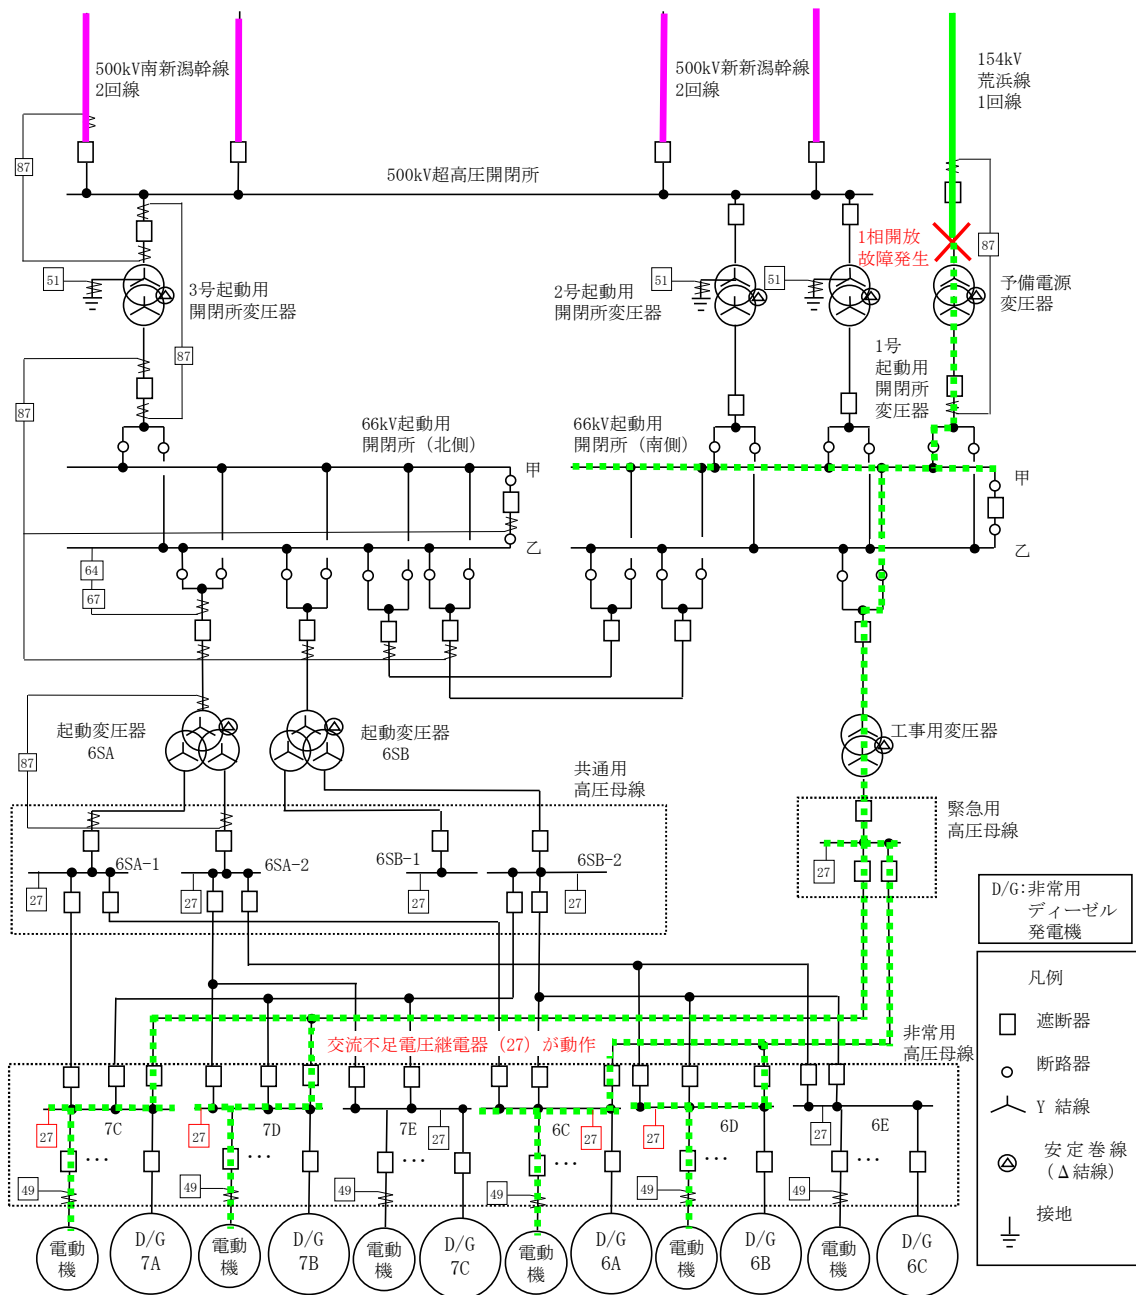 500kV南新潟幹線
2回線
500kV新新潟幹線
2回線
154kV
荒浜線
1回線
87
500kV超高圧開閉所
1相開放
故障発生
87
51
3号起動用
開閉所変圧器
51
2号起動用
開閉所変圧器
51
予備電源
変圧器
87
1号
起動用
開閉所
変圧器
87
66kV起動用
開閉所（北側）
66kV起動用
開閉所（南側）
甲
甲
乙
乙
64
67
起動変圧器
6SA
起動変圧器
6SB
工事用変圧器
87
共通用
高圧母線
緊急用
高圧母線
6SA-1
6SA-2
6SB-1
6SB-2
27
27
27
27
27
D/G:非常用
ディーゼル
発電機
凡例
遮断器
断路器
Y 結線
安定巻線
(Δ結線)
接地
交流不足電圧継電器（27）が動作
非常用
高圧母線
7C
7D
7E
6C
6D
6E
27
27
27
27
27
27
･･･
･･･
･･･
･･･
･･･
･･･
49
49
49
49
49
49
電動
機
D/G
7A
電動
機
D/G
7B
電動
機
D/G
7C
電動
機
D/G
6A
電動
機
D/G
6B
電動
機
D/G
6C